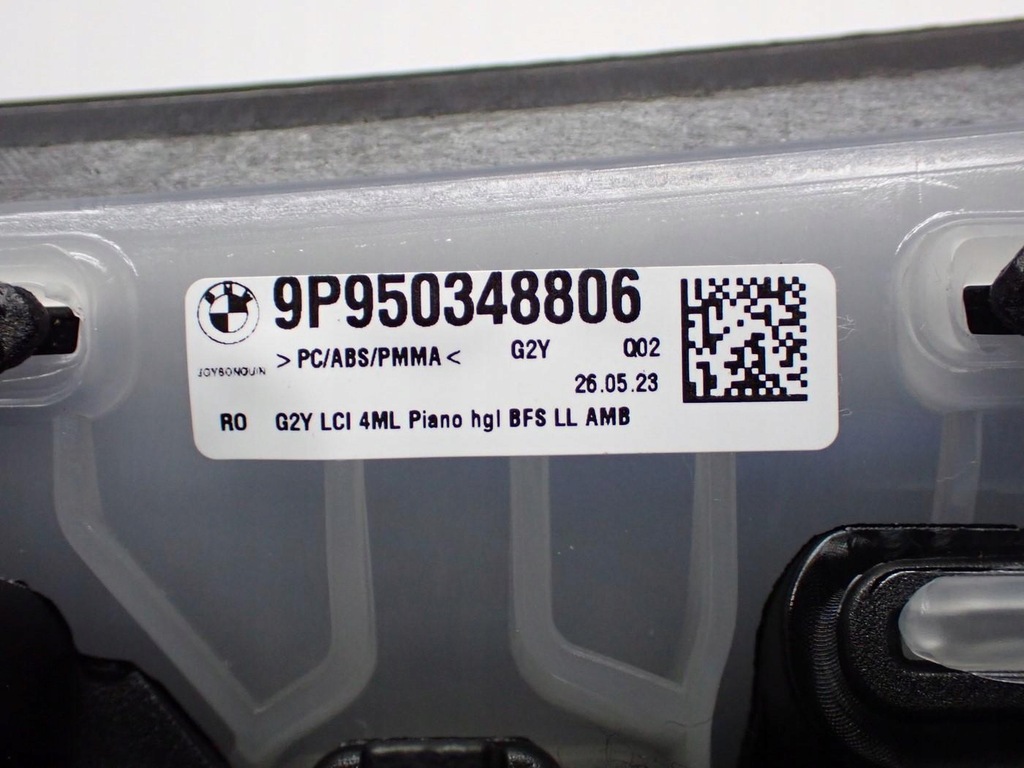 9P950348806
>PC/ABS/PMMA< G2Y Q02
JOYSONQUIN
26.05.23
RO G2Y LCI 4ML Piano hgl BFS LL AMB